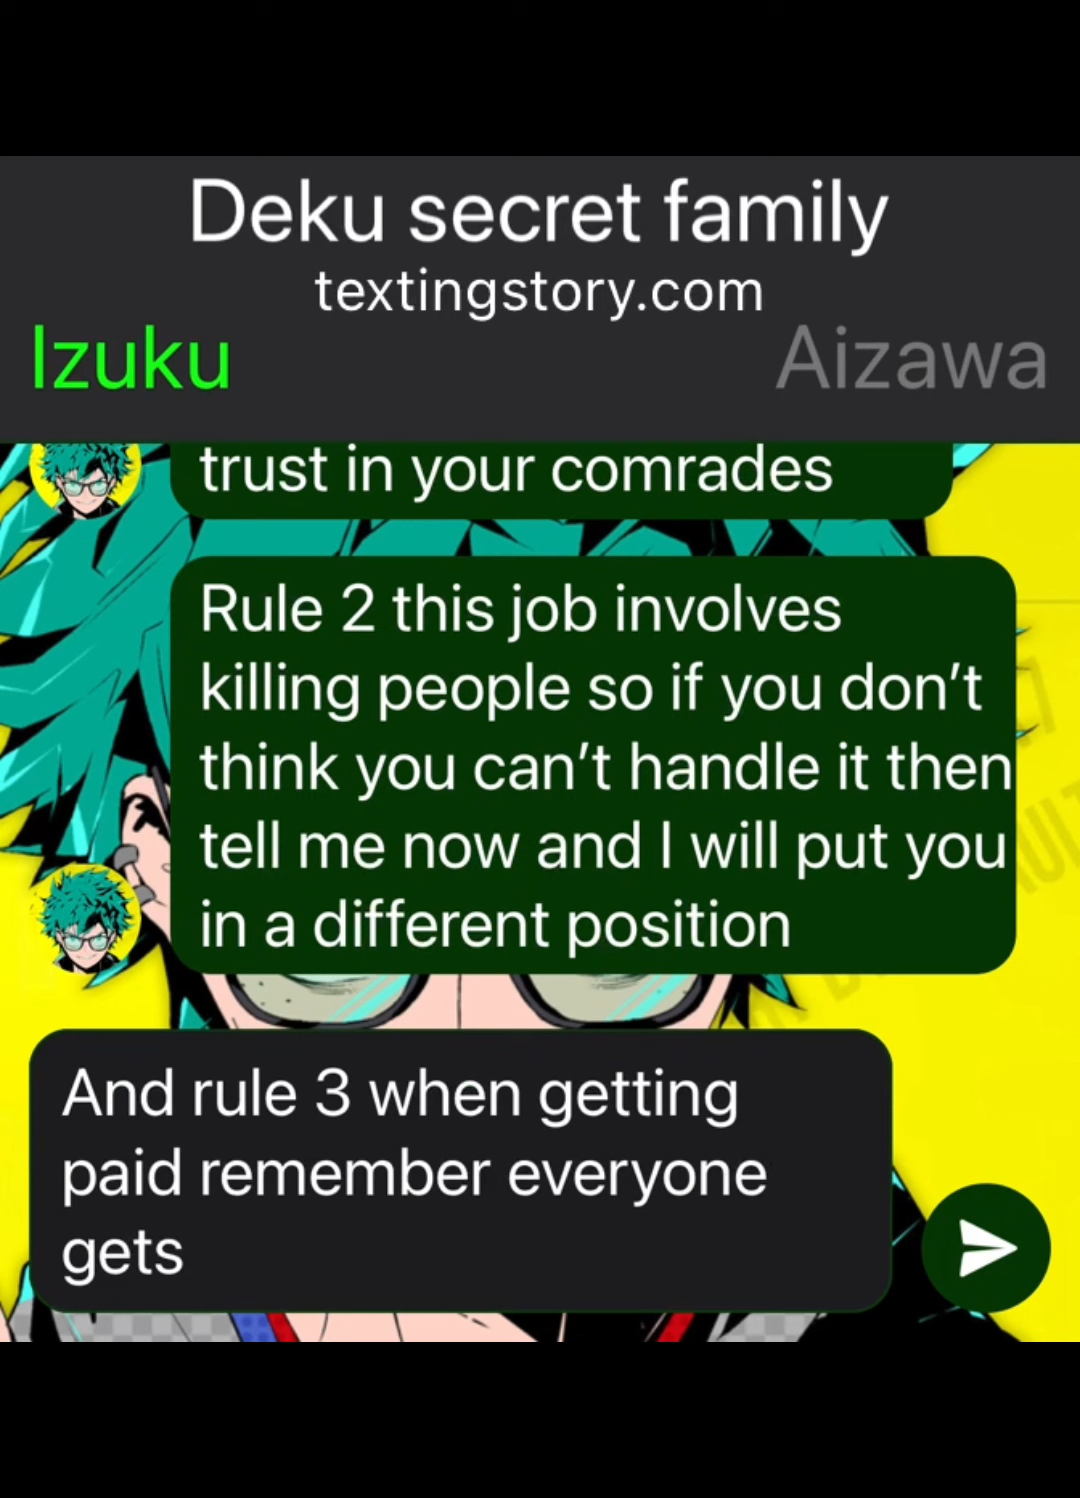 Deku secret family
textingstory.com
Izuku
Aizawa
trust in your comrades
Rule 2 this job involves
killing people so if you don’t
think you can’t handle it then
tell me now and I will put you
in a different position
And rule 3 when getting
paid remember everyone
gets